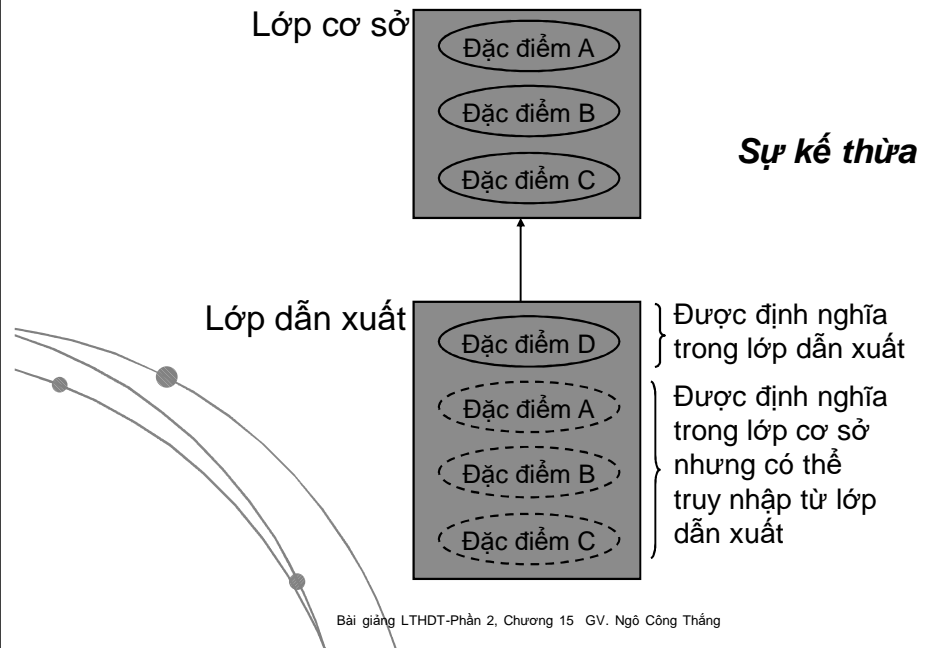 Lớp cơ sở
Đặc điểm A
Đặc điểm B
Đặc điểm C
Sự kế thừa
Lớp dẫn xuất
Đặc điểm D
Đặc điểm A
Đặc điểm B
Đặc điểm C
Được định nghĩa
trong lớp dẫn xuất
Được định nghĩa
trong lớp cơ sở
nhưng có thể
truy nhập từ lớp
dẫn xuất
Bài giảng LTHDT-Phần 2, Chương 15 GV. Ngô Công Thắng